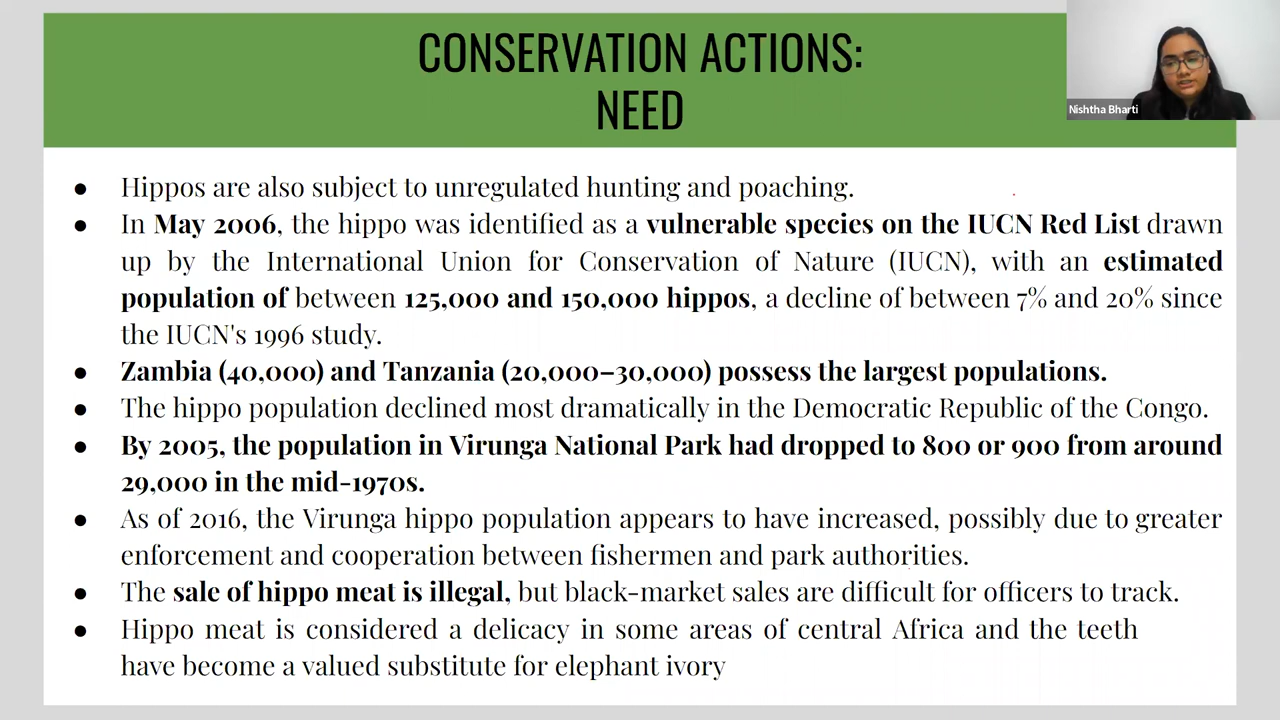 CONSERVATION ACTIONS:
NEED
Nishtha Bharti
● Hippos are also subject to unregulated hunting and poaching.
● In May 2006, the hippo was identified as a vulnerable species on the IUCN Red List drawn
up by the International Union for Conservation of Nature (IUCN), with an estimated
population of between 125,000 and 150,000 hippos, a decline of between 7% and 20% since
the IUCN's 1996 study.
● Zambia (40,000) and Tanzania (20,000–30,000) possess the largest populations.
● The hippo population declined most dramatically in the Democratic Republic of the Congo.
● By 2005, the population in Virunga National Park had dropped to 800 or 900 from around
29,000 in the mid-1970s.
● As of 2016, the Virunga hippo population appears to have increased, possibly due to greater
enforcement and cooperation between fishermen and park authorities.
● The sale of hippo meat is illegal, but black-market sales are difficult for officers to track.
● Hippo meat is considered a delicacy in some areas of central Africa and the teeth
have become a valued substitute for elephant ivory